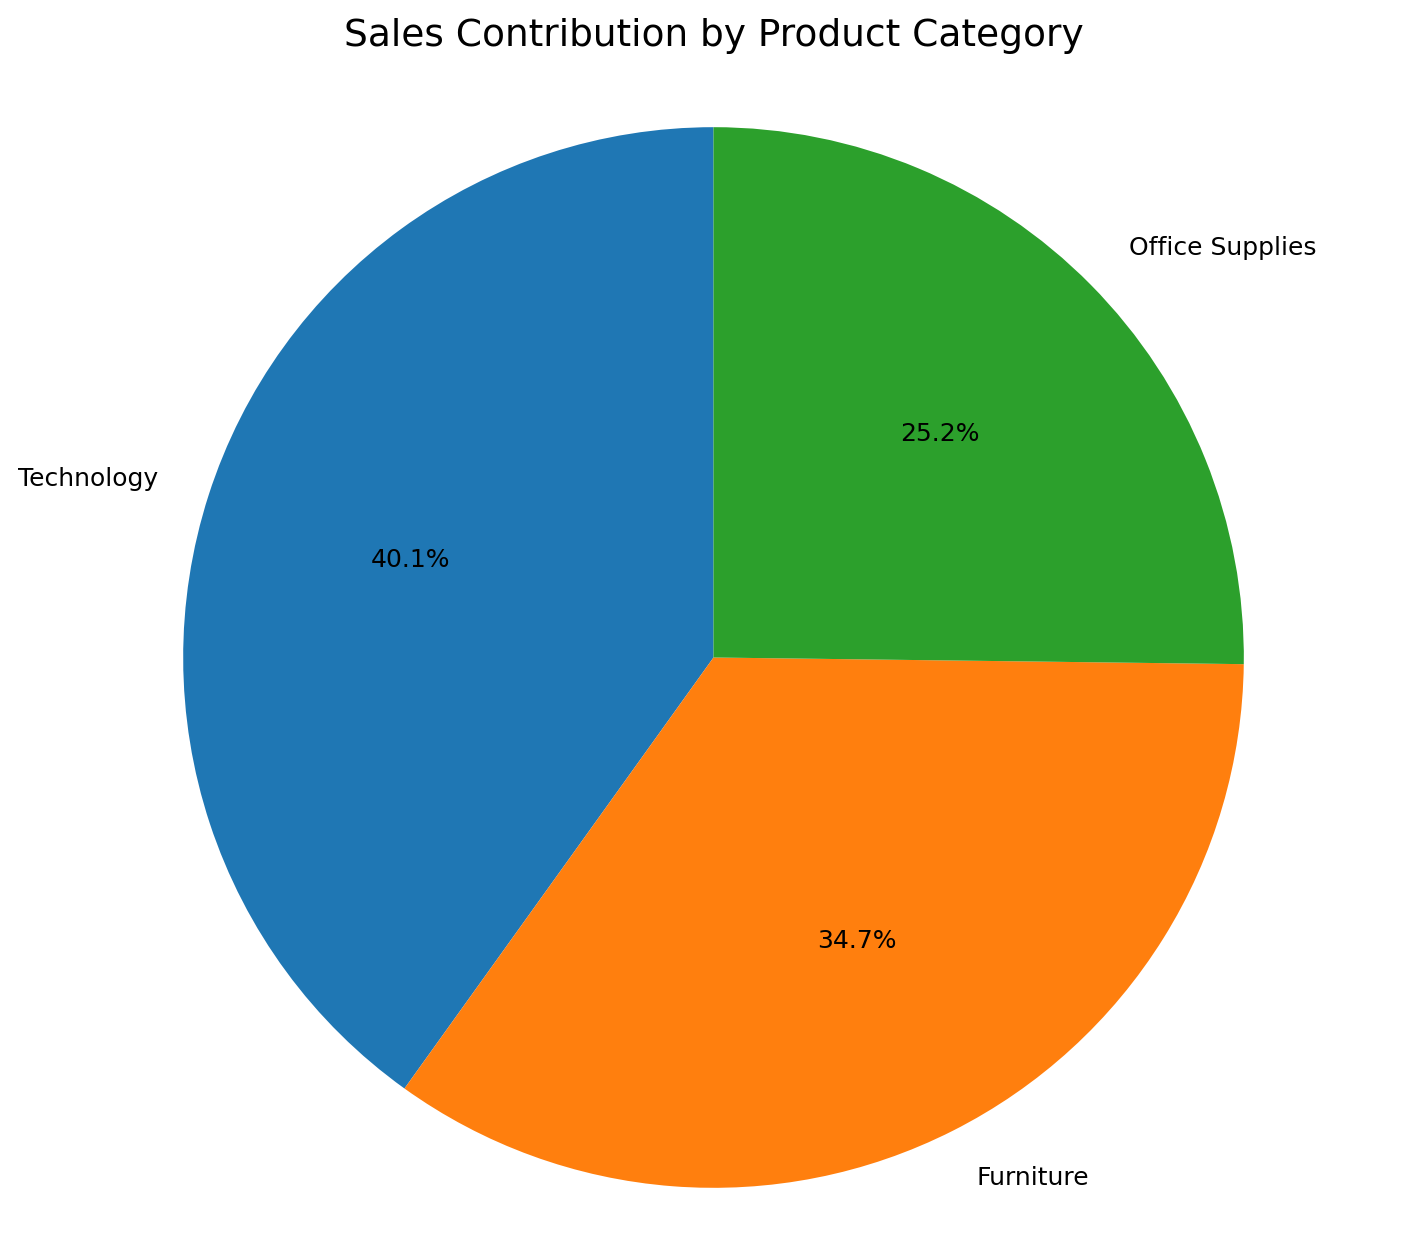 Sales Contribution by Product Category
Office Supplies
25.2%
Technology
40.1%
34.7%
Furniture